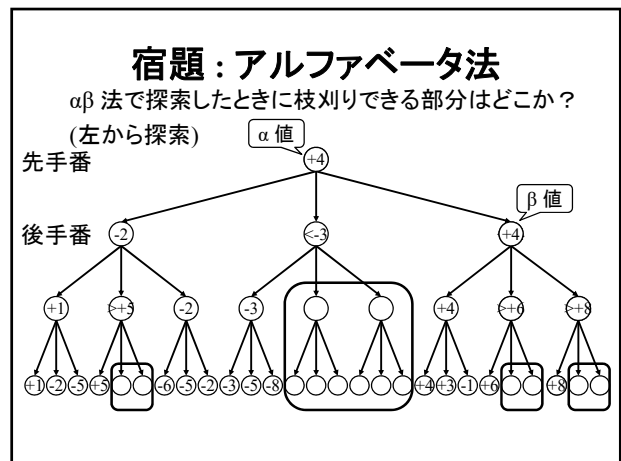 宿題 : アルファベータ法
αβ 法で探索したときに枝刈りできる部分はどこか？
(左から探索)
α 値
先手番
+4
β 値
後手番
-2
<-3
+4
+1
>+5
-2
-3
+4
>+6
>+8
+1 -2 -5 +5 -6 -5 -2 -3 -5 -8 +4 +3 -1 +6 +8